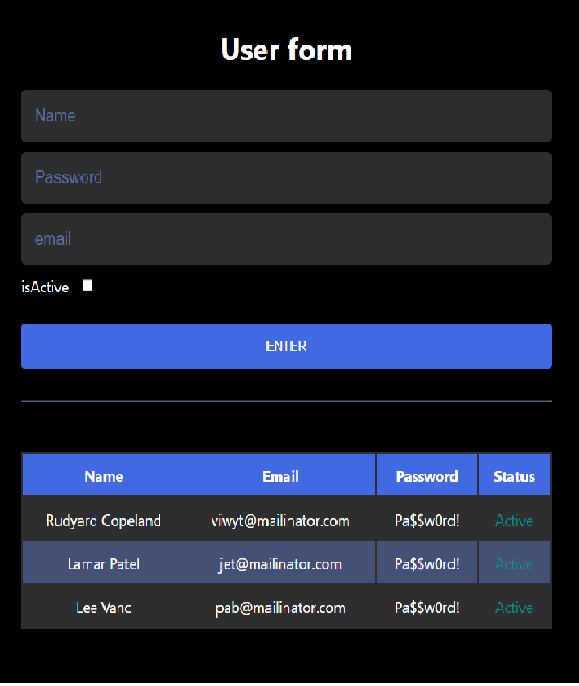 User form
Name
Password
email
isActive
ENTER
Name Email Password Status
Rudyard Copeland viwyt@mailinator.com Pa$$w0rd! Active
Lamar Patel jet@mailinator.com Pa$$w0rd! Active
Lee Vang pab@mailinator.com Pa$$w0rd! Active